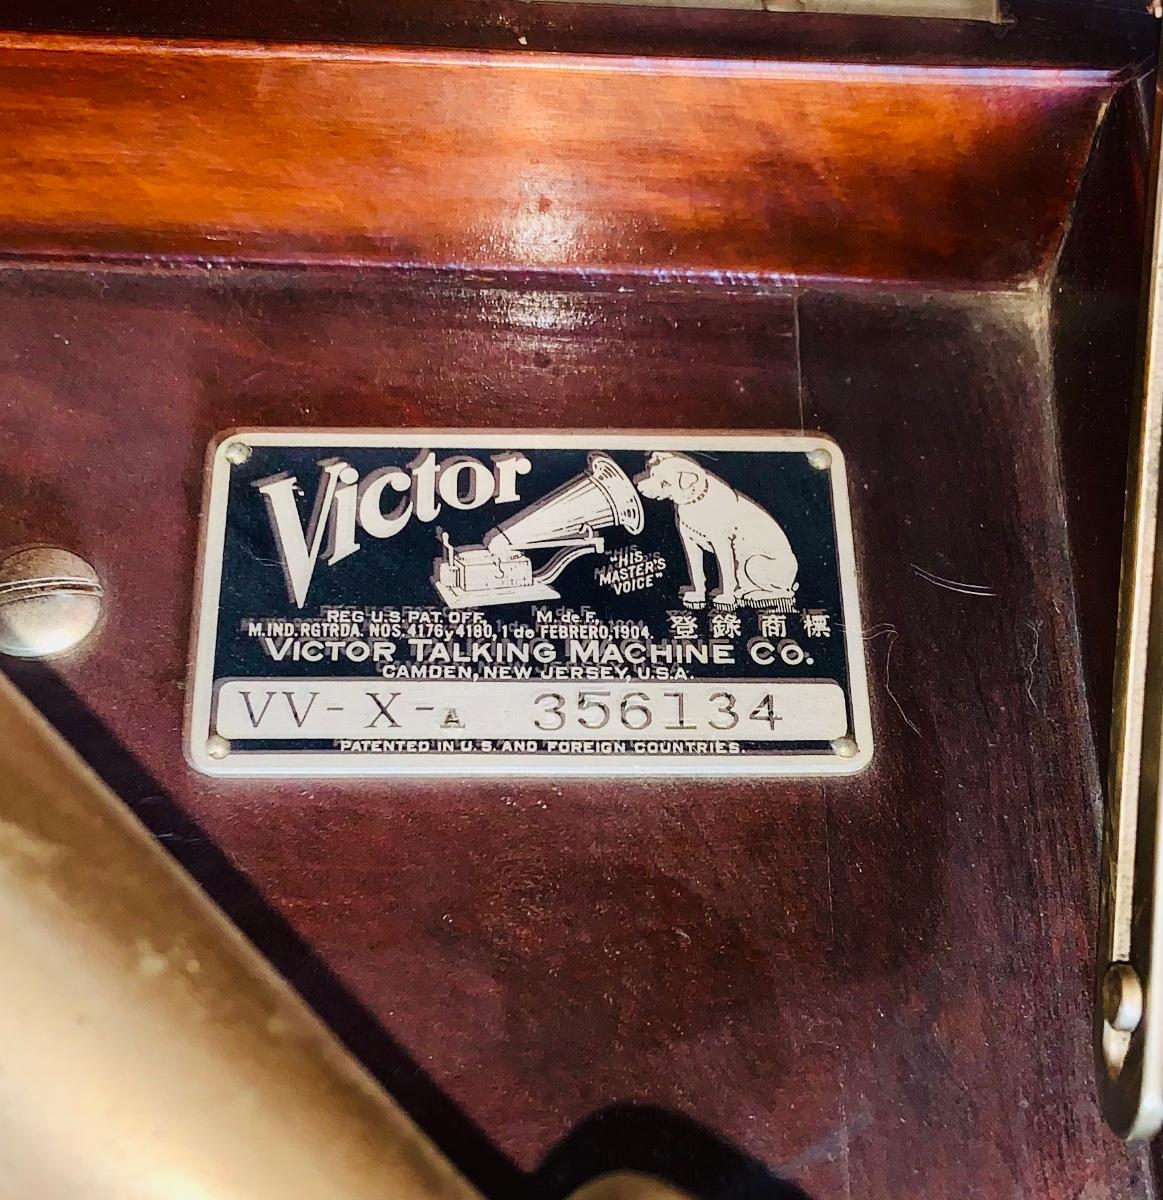 Victor
"HIS
MASTER'S
VOICE"
REG U.S. PAT. OFF. M. de F.
M. IND. RGTRDA. NOS. 4176, 4180, 1 de FEBRERO, 1904. 登錄商標
VICTOR TALKING MACHINE CO.
CAMDEN, NEW JERSEY, U.S.A.
VV-X-A 356134
PATENTED IN U.S. AND FOREIGN COUNTRIES.